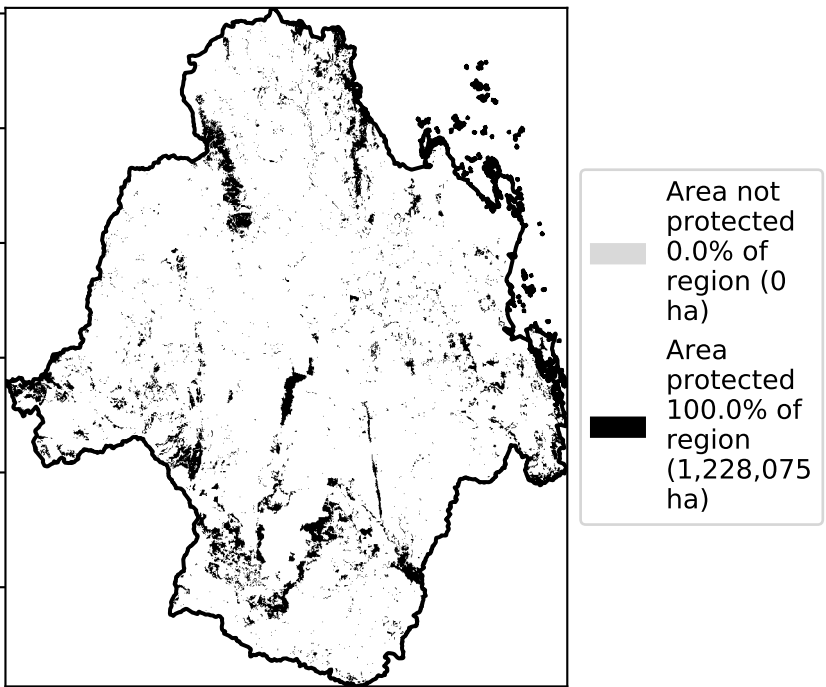 Area not
protected
0.0% of
region (0
ha)
Area
protected
100.0% of
region
(1,228,075
ha)